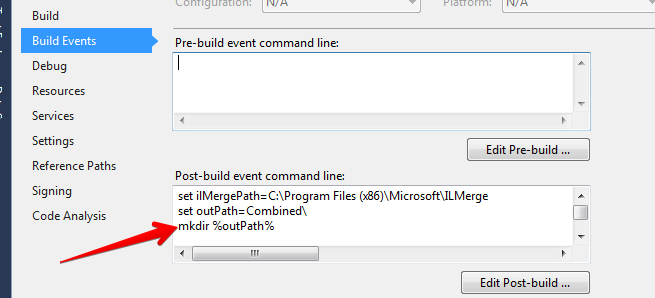 Configuration: N/A Platform: N/A
Build
Build Events
Pre-build event command line:
Debug
Resources
Services
Settings
Edit Pre-build ...
Reference Paths
Post-build event command line:
Signing
set ilMergePath=C:\Program Files (x86)\Microsoft\ILMerge
Code Analysis
set outPath=Combined\
mkdir %outPath%
Edit Post-build ...